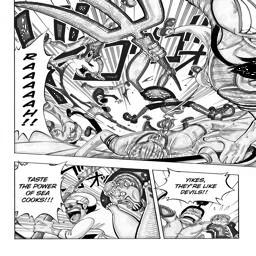 RAAAAAH!!
TASTE
THE POWER
OF SEA
COOKS!!!
YIKES,
THEY'RE LIKE
DEVILS!!